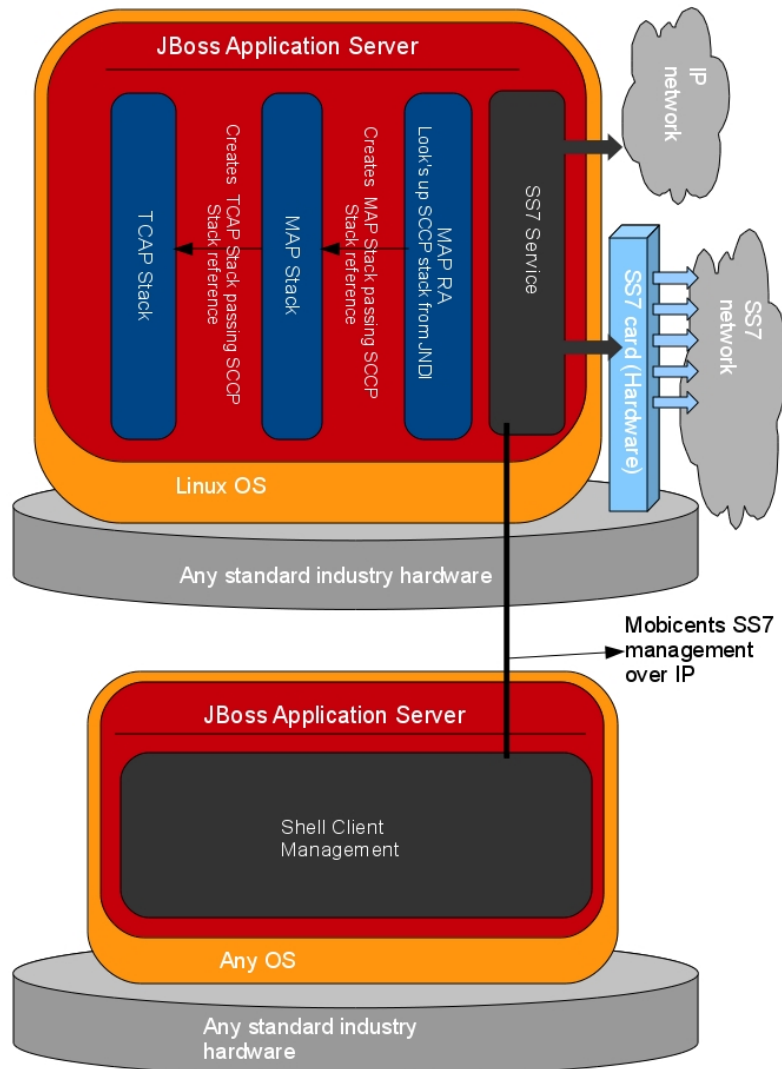 JBoss Application Server
IP
network
TCAP Stack
Creates TCAP Stack passing SCCP
Stack reference
MAP Stack
Creates MAP Stack passing SCCP
Stack reference
MAP RA
Look's up SCCP stack from JNDI
SS7 Service
SS7 card (Hardware)
SS7
network
Linux OS
Any standard industry hardware
Mobicents SS7
management
over IP
JBoss Application Server
Shell Client
Management
Any OS
Any standard industry
hardware